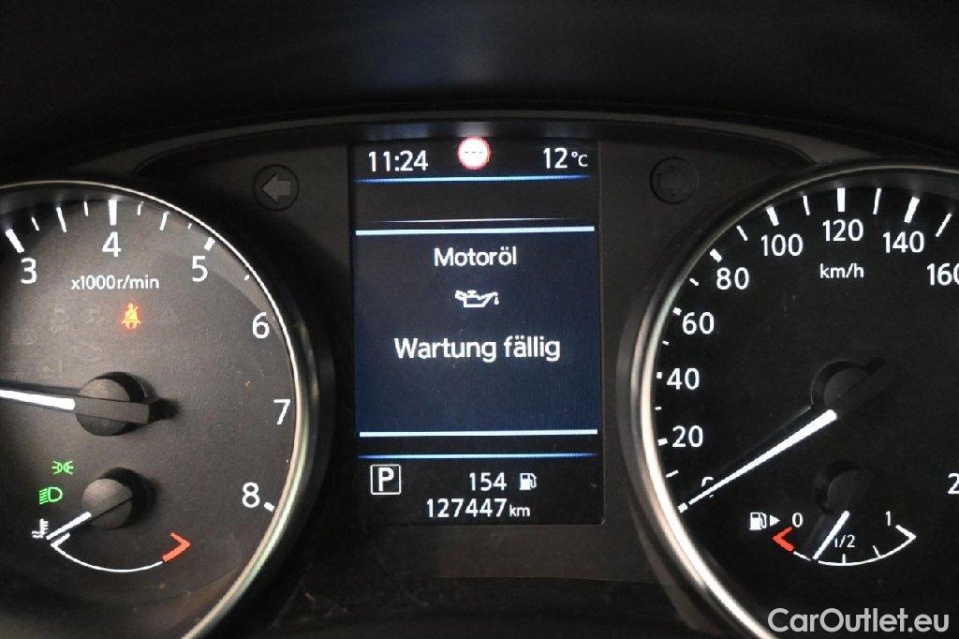 11:24 12°C
Motoröl
Wartung fällig
P 154
127447 km
3 4 5 6 7 8
x1000r/min
0 20 40 60 80 100 120 140 160
km/h
0 1/2 1
CarOutlet.eu